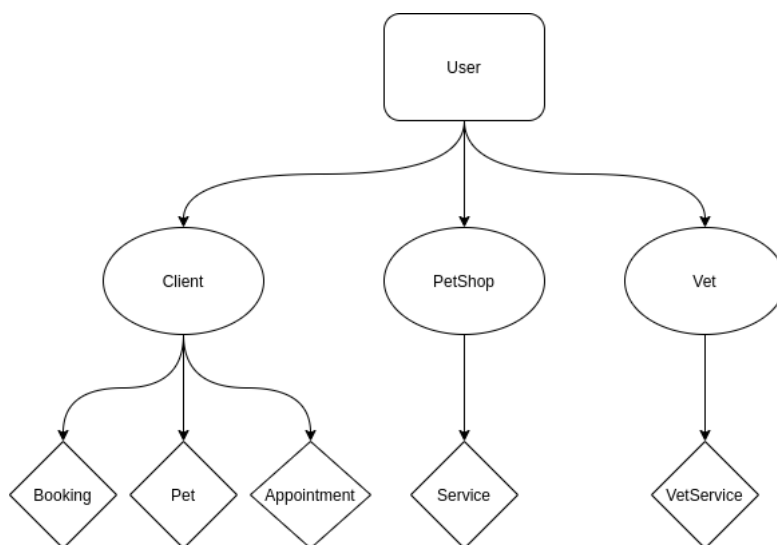 User
Client
PetShop
Vet
Booking
Pet
Appointment
Service
VetService